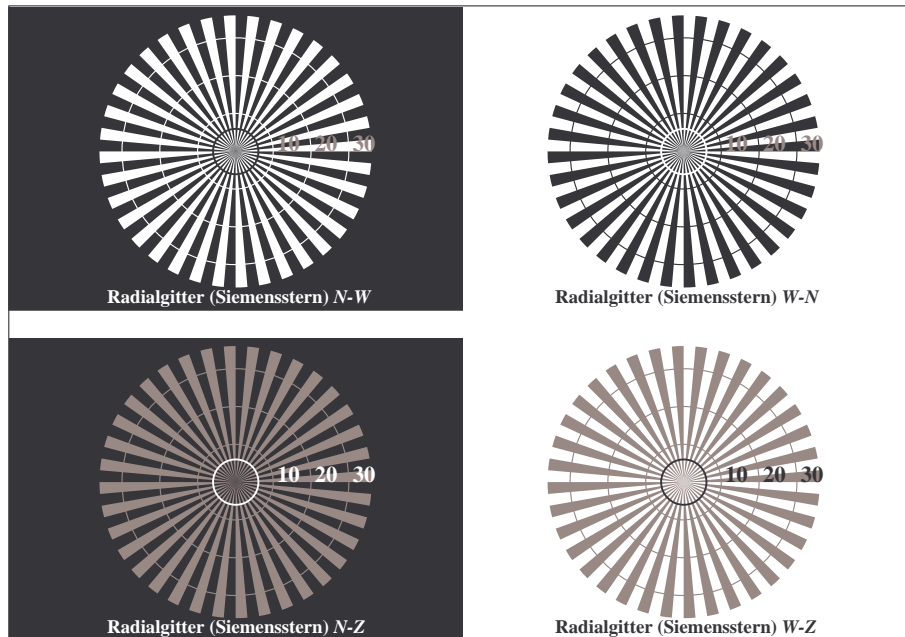 10 20 30
Radialgitter (Siemensstern) N-W
10 20 30
Radialgitter (Siemensstern) W-N
10 20 30
Radialgitter (Siemensstern) N-Z
10 20 30
Radialgitter (Siemensstern) W-Z